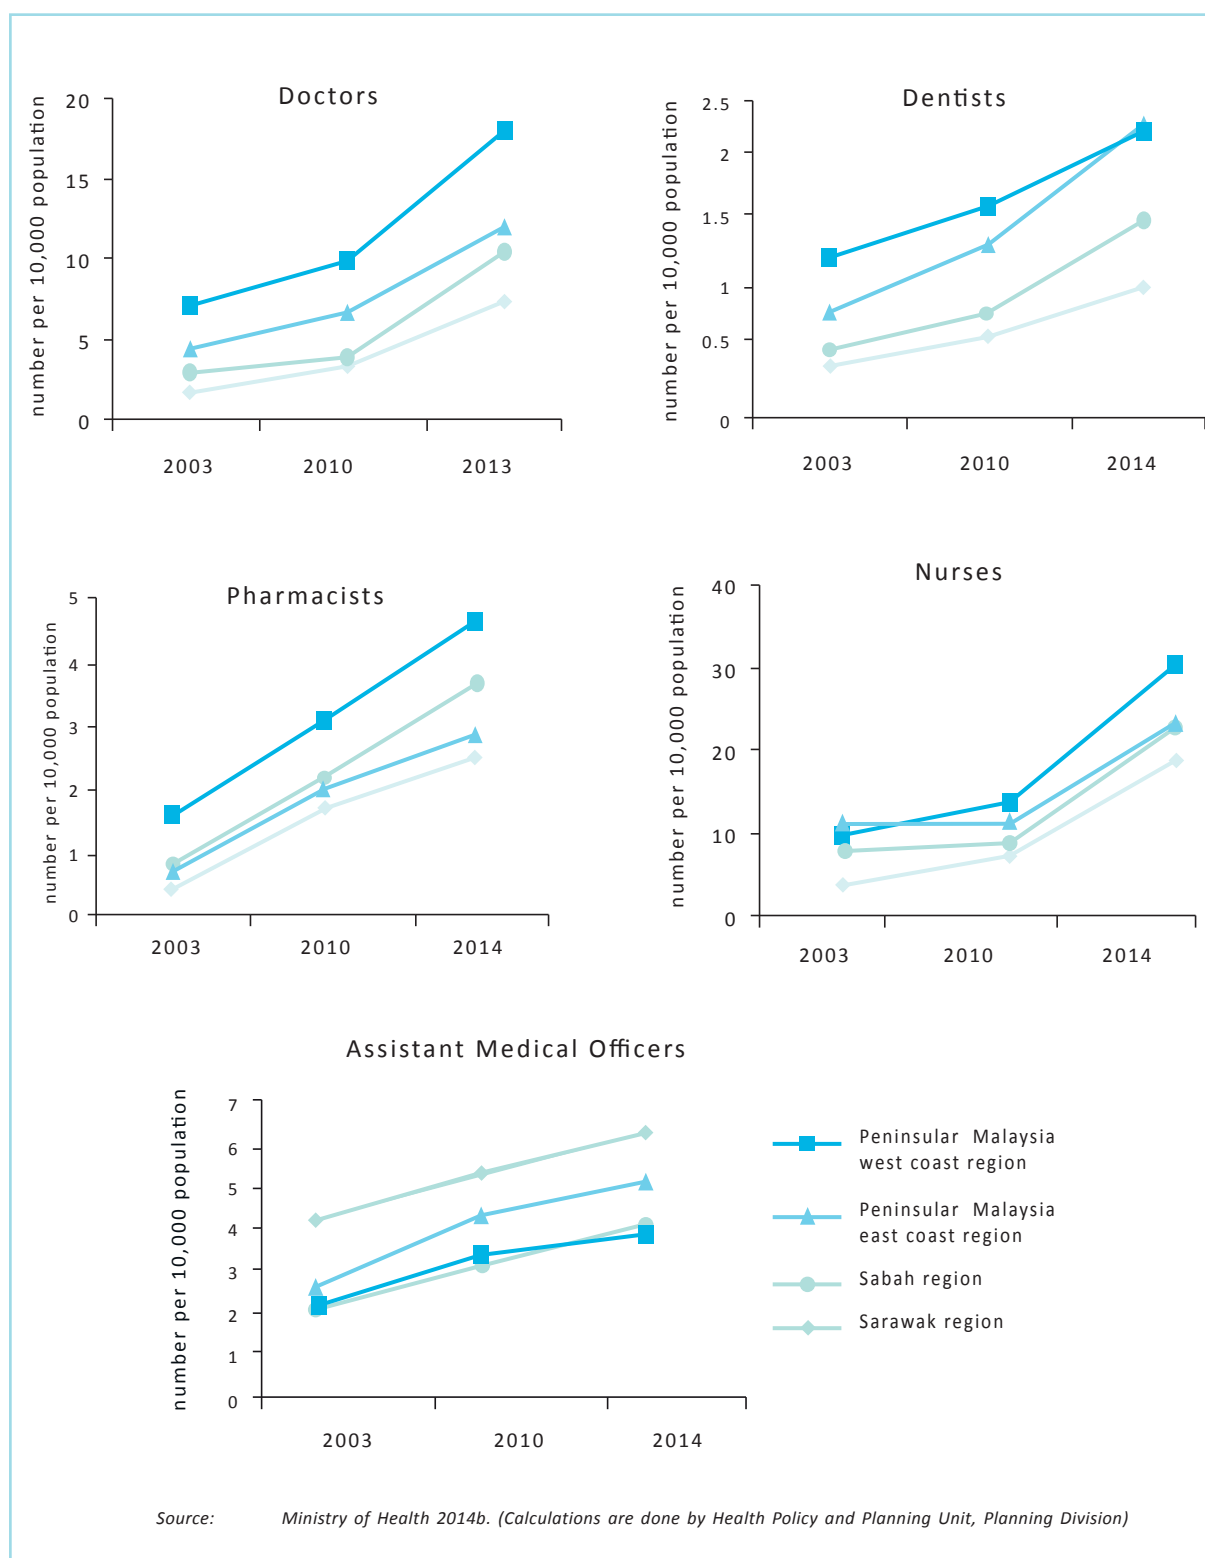 Doctors
number per 10,000 population
20
15
10
5
0
2003 2010 2013
Dentists
number per 10,000 population
2.5
2
1.5
1
0.5
0
2003 2010 2014
Pharmacists
number per 10,000 population
5
4
3
2
1
0
2003 2010 2014
Nurses
number per 10,000 population
40
30
20
10
0
2003 2010 2014
Assistant Medical Officers
number per 10,000 population
7
6
5
4
3
2
1
0
2003 2010 2014
Peninsular Malaysia
west coast region
Peninsular Malaysia
east coast region
Sabah region
Sarawak region
Source: Ministry of Health 2014b. (Calculations are done by Health Policy and Planning Unit, Planning Division)